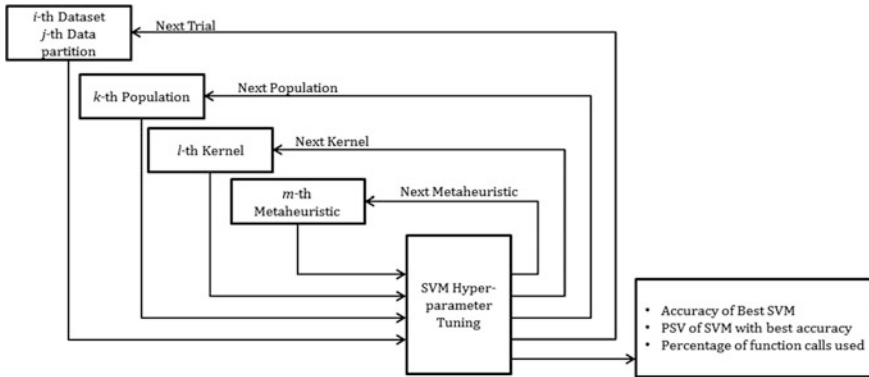 i-th Dataset
j-th Data
partition
Next Trial
k-th Population
Next Population
l-th Kernel
Next Kernel
m-th
Metaheuristic
Next Metaheuristic
SVM Hyper-
parameter
Tuning
• Accuracy of Best SVM
• PSV of SVM with best accuracy
• Percentage of function calls used